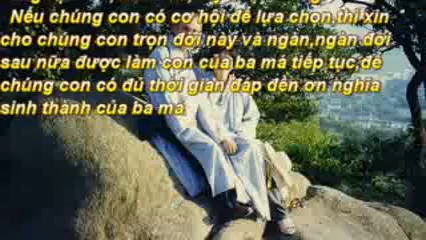 Nếu chúng con có cơ hội để lựa chọn,thì xin
cho chúng con trọn đời này và ngàn,ngàn đời
sau nữa được làm con của ba má tiếp tục,để
chúng con có đủ thời gian đáp đền ơn nghĩa
sinh thành của ba má